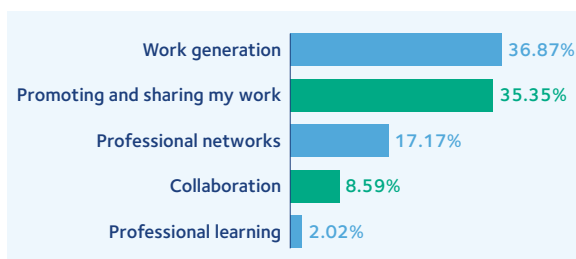 Work generation 36.87%
Promoting and sharing my work 35.35%
Professional networks 17.17%
Collaboration 8.59%
Professional learning 2.02%